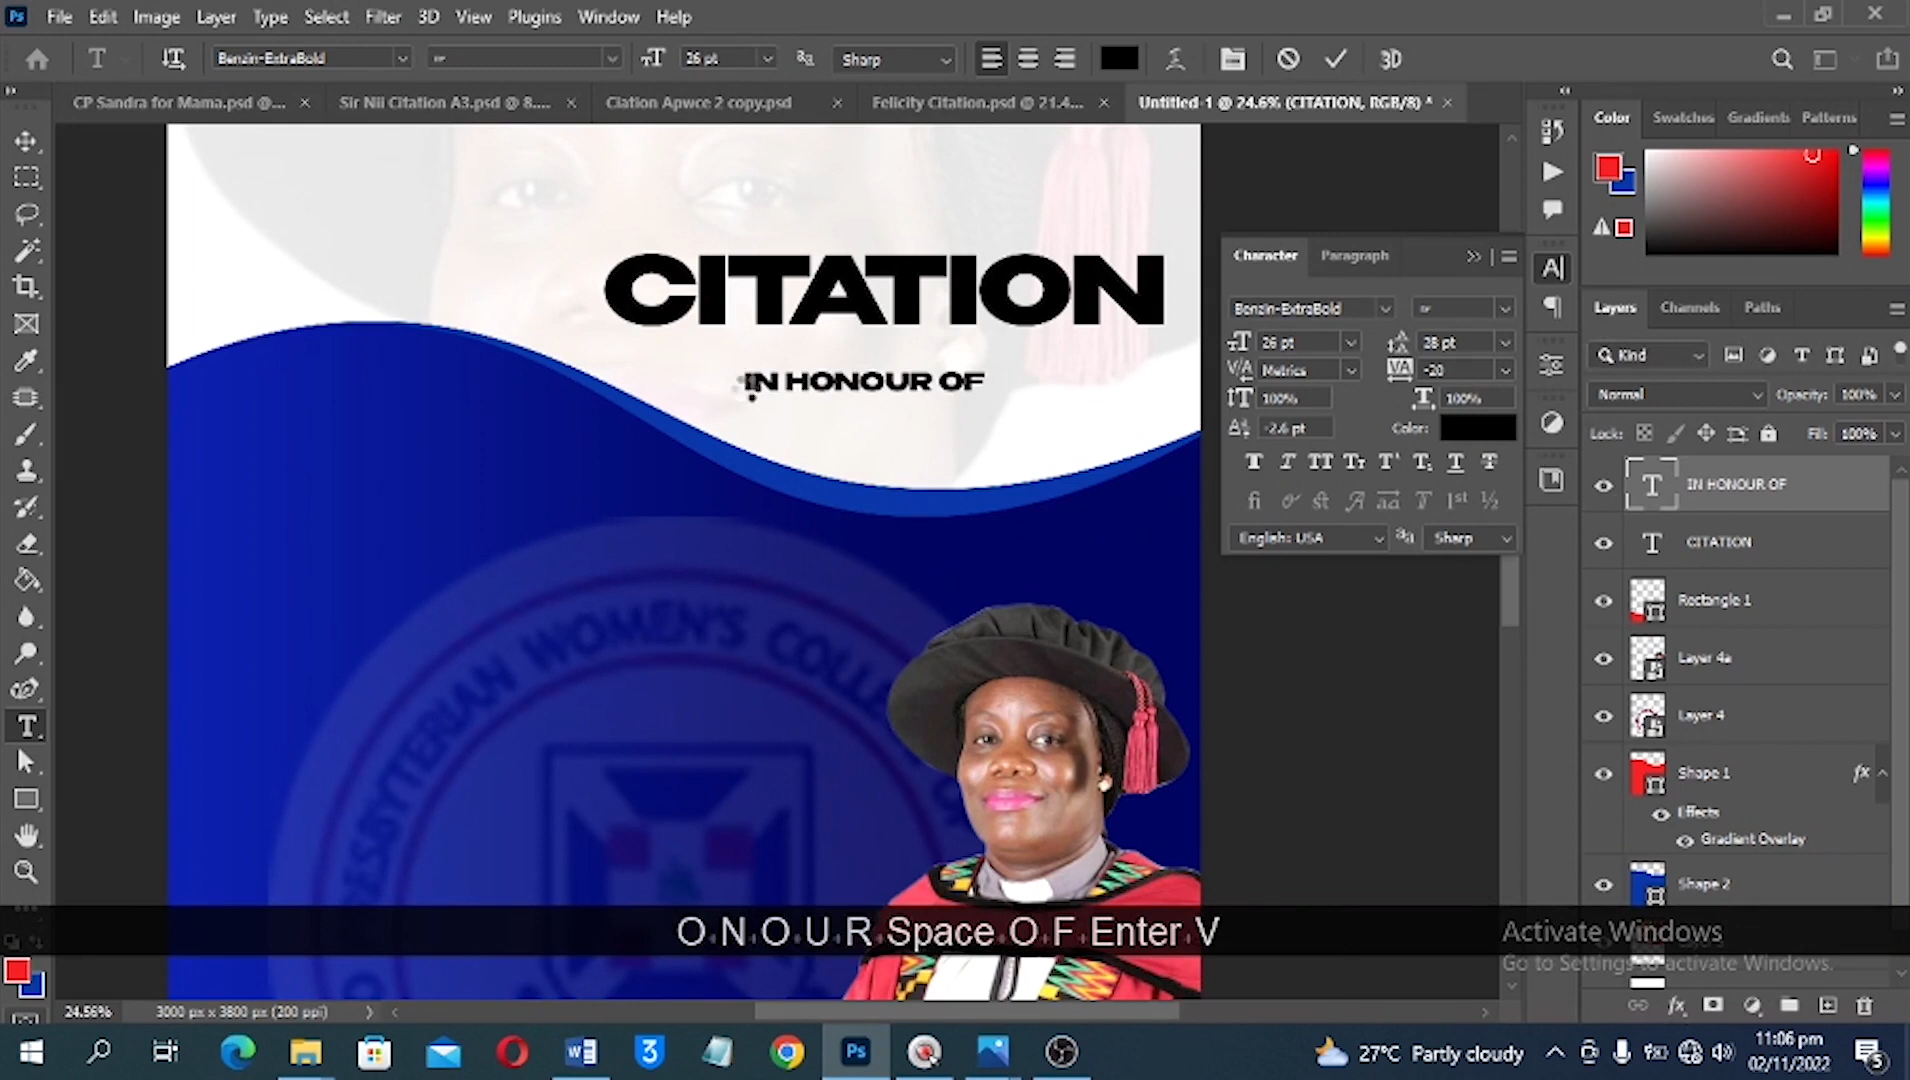 Ps File Edit Image Layer Type Select Filter 3D View Plugins Window Help
T Benzin-ExtraBold 26 pt Sharp 3D
CP Sandra for Mama.psd @... × Sir Nii Citation A3.psd @ 8.... × Ciation Apwce 2 copy.psd × Felicity Citation.psd @ 21.4... × Untitled-1 @ 24.6% (CITATION, RGB/8) * ×
Color Swatches Gradients Patterns
CITATION
IN HONOUR OF
PRESBYTERIAN WOMEN'S COLLE
Character Paragraph
Benzin-ExtraBold
26 pt 28 pt
Metrics -20
100% 100%
-2.6 pt Color:
English: USA Sharp
Layers Channels Paths
Kind
Normal Opacity: 100%
Lock: Fill: 100%
IN HONOUR OF
CITATION
Rectangle 1
Layer 4a
Layer 4
Shape 1 fx
Effects
Gradient Overlay
Shape 2
O N O U R Space O F Enter V
Activate Windows
Go to Settings to activate Windows.
24.56% 3000 px x 3800 px (200 ppi)
27°C Partly cloudy
11:06 pm
02/11/2022
5